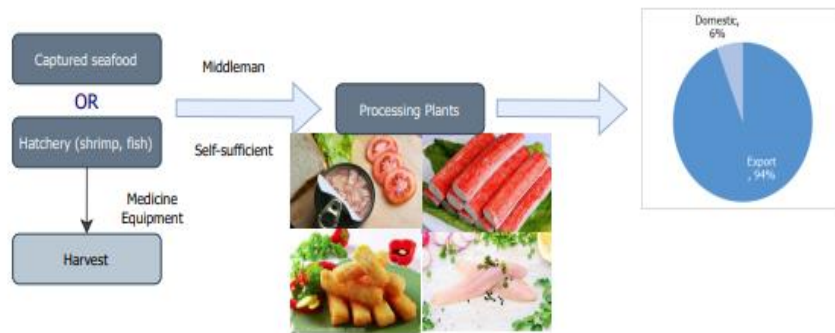 Captured seafood
OR
Hatchery (shrimp, fish)
Medicine
Equipment
Harvest
Middleman
Self-sufficient
Processing Plants
Domestic,
6%
Export
, 94%